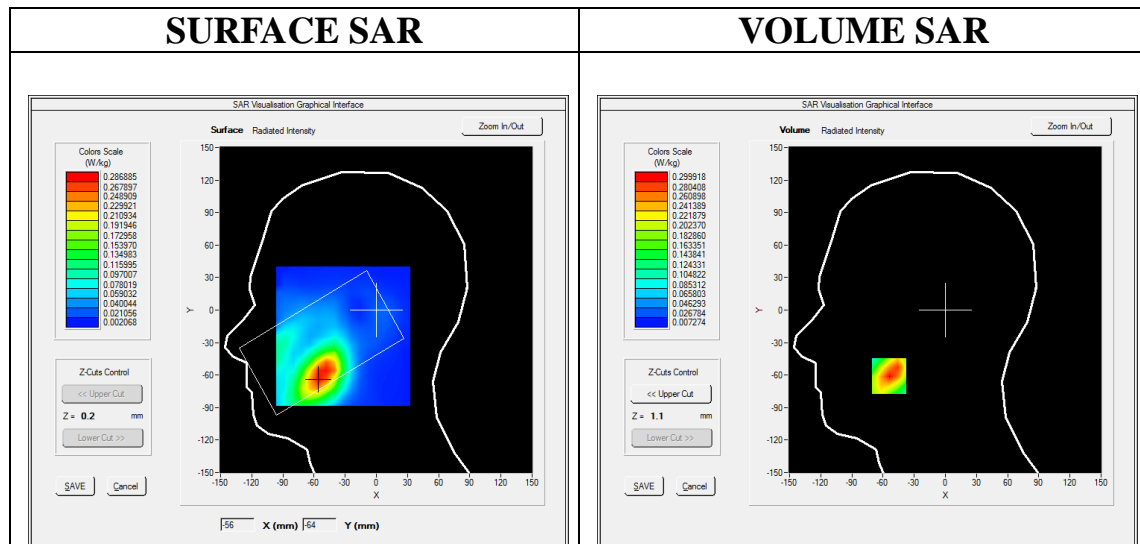 SURFACE SAR
VOLUME SAR
SAR Visualisation Graphical Interface
Surface Radiated Intensity
Zoom In/Out
Colors Scale
(W/kg)
0.286885
0.267897
0.248909
0.229921
0.210934
0.191946
0.172958
0.153970
0.134983
0.115995
0.097007
0.078019
0.059032
0.040044
0.021056
0.002068
Z-Cuts Control
<< Upper Cut
Z = 0.2 mm
Lower Cut >>
SAVE
Cancel
150
120
90
60
30
0
-30
-60
-90
-120
-150
Y
-150 -120 -90 -60 -30 0 30 60 90 120 150
X
-56 X (mm) -64 Y (mm)
SAR Visualisation Graphical Interface
Volume Radiated Intensity
Zoom In/Out
Colors Scale
(W/kg)
0.299918
0.280408
0.260898
0.241389
0.221879
0.202370
0.182860
0.163351
0.143841
0.124331
0.104822
0.085312
0.065803
0.046293
0.026784
0.007274
Z-Cuts Control
<< Upper Cut
Z = 1.1 mm
Lower Cut >>
SAVE
Cancel
150
120
90
60
30
0
-30
-60
-90
-120
-150
Y
-150 -120 -90 -60 -30 0 30 60 90 120 150
X